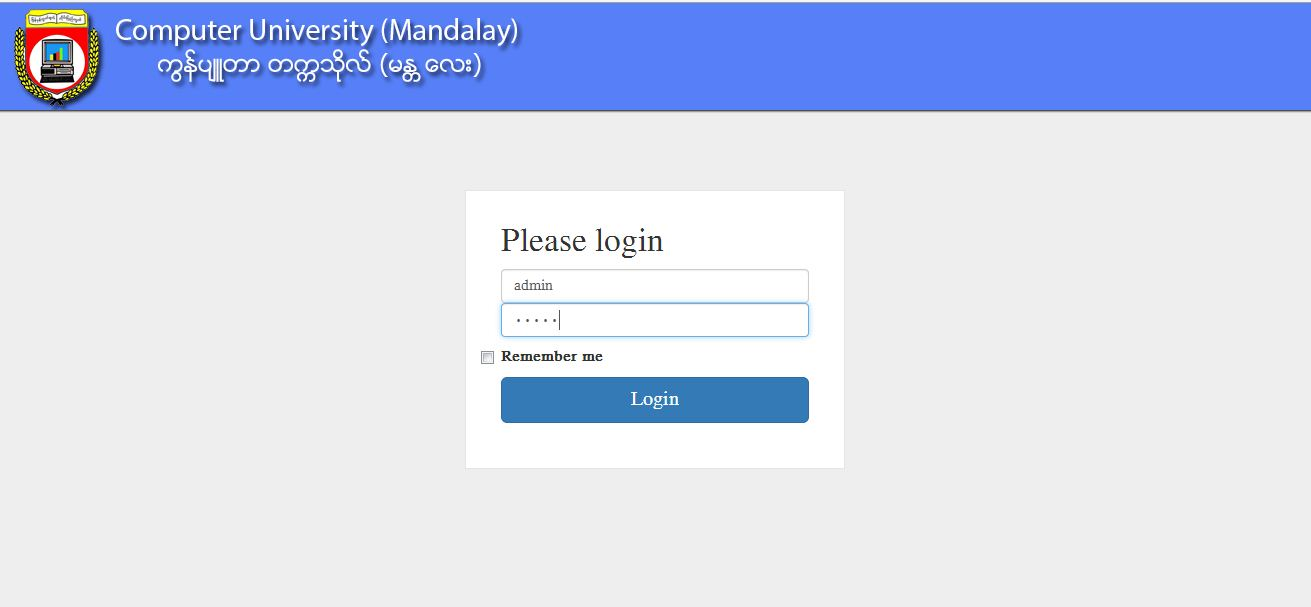 Computer University (Mandalay)
ကွန်ပျူတာ တက္ကသိုလ် (မန္တလေး)
Please login
admin
•••••
Remember me
Login